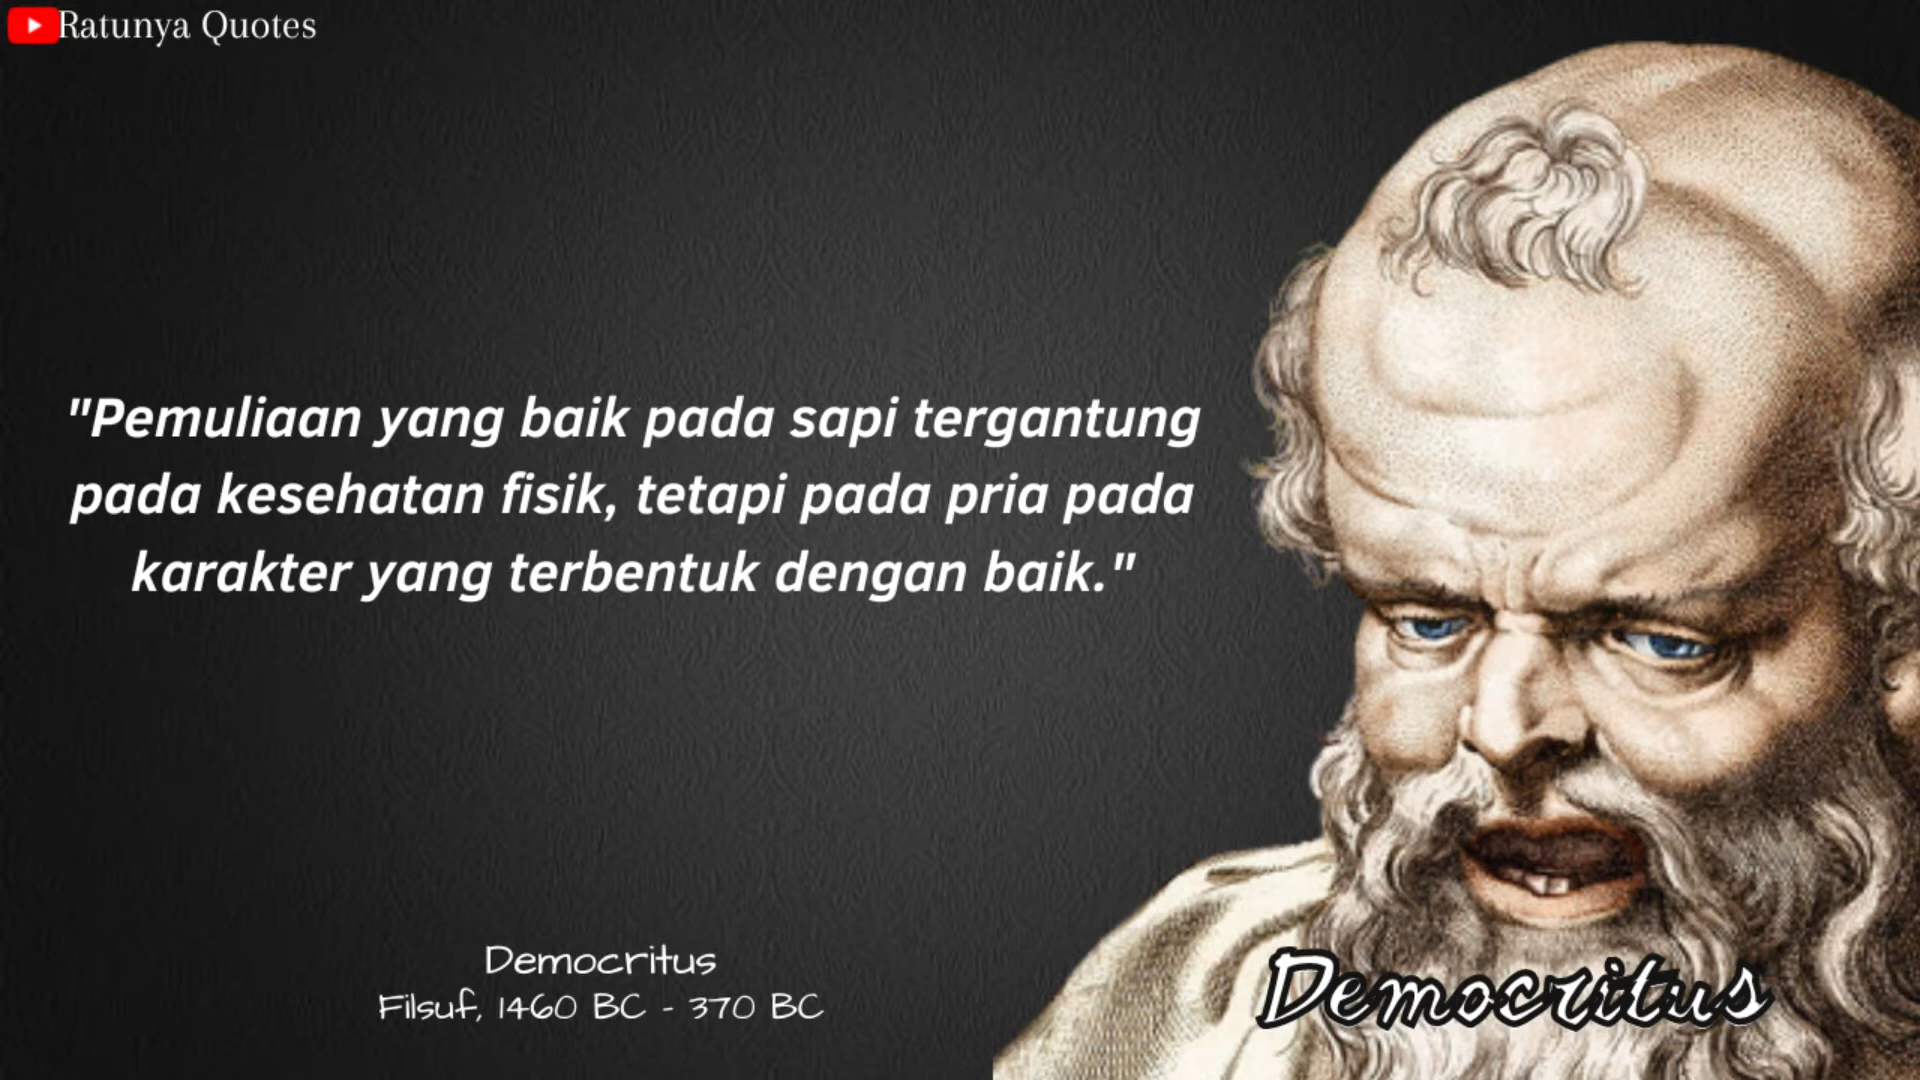 Ratunya Quotes
"Pemuliaan yang baik pada sapi tergantung
pada kesehatan fisik, tetapi pada pria pada
karakter yang terbentuk dengan baik."
Democritus
Filsuf, 1460 BC - 370 BC
Democritus